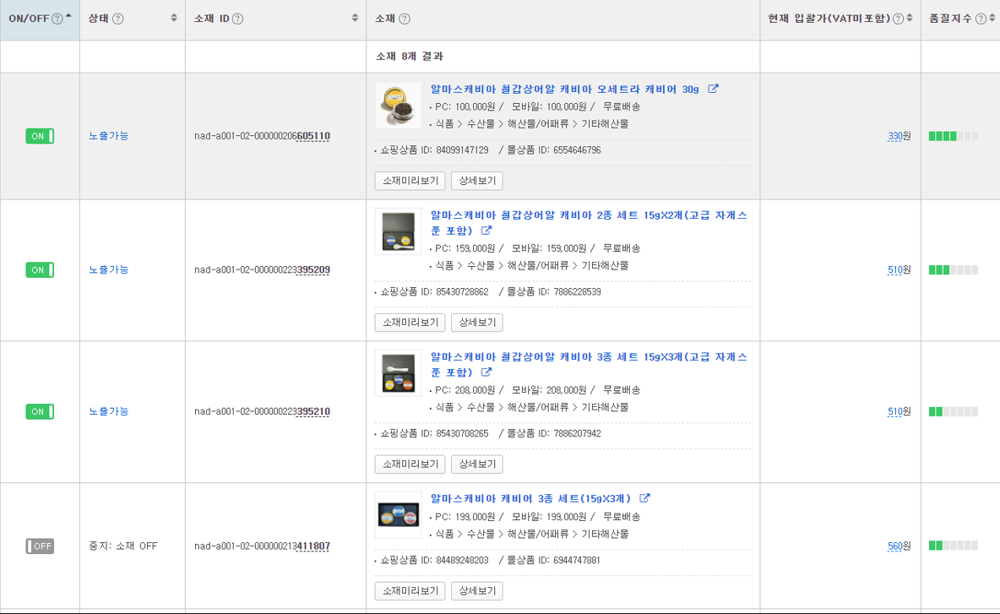 ON/OFF ? 상태 ? 소재 ID ? 소재 ? 현재 입찰가(VAT미포함) ? 품질지수 ?
소재 8개 결과
알마스캐비아 철갑상어알 캐비아 오세트라 캐비어 30g
· PC: 100,000원 / 모바일: 100,000원 / 무료배송
· 식품 > 수산물 > 해산물/어패류 > 기타해산물
ON 노출가능 nad-a001-02-000000206605110 330원
· 쇼핑상품 ID: 84099147129 / 몰상품 ID: 6554646796
소재미리보기 상세보기
알마스캐비아 철갑상어알 캐비아 2종 세트 15gX2개(고급 자개스
푼 포함)
· PC: 159,000원 / 모바일: 159,000원 / 무료배송
· 식품 > 수산물 > 해산물/어패류 > 기타해산물
ON 노출가능 nad-a001-02-000000223395209 510원
· 쇼핑상품 ID: 85430728862 / 몰상품 ID: 7886228539
소재미리보기 상세보기
알마스캐비아 철갑상어알 캐비아 3종 세트 15gX3개(고급 자개스
푼 포함)
· PC: 208,000원 / 모바일: 208,000원 / 무료배송
· 식품 > 수산물 > 해산물/어패류 > 기타해산물
ON 노출가능 nad-a001-02-000000223395210 510원
· 쇼핑상품 ID: 85430708265 / 몰상품 ID: 7886207942
소재미리보기 상세보기
알마스캐비아 캐비어 3종 세트(15gX3개)
· PC: 199,000원 / 모바일: 199,000원 / 무료배송
· 식품 > 수산물 > 해산물/어패류 > 기타해산물
OFF 중지: 소재 OFF nad-a001-02-000000213411807 560원
· 쇼핑상품 ID: 84489248203 / 몰상품 ID: 6944747881
소재미리보기 상세보기